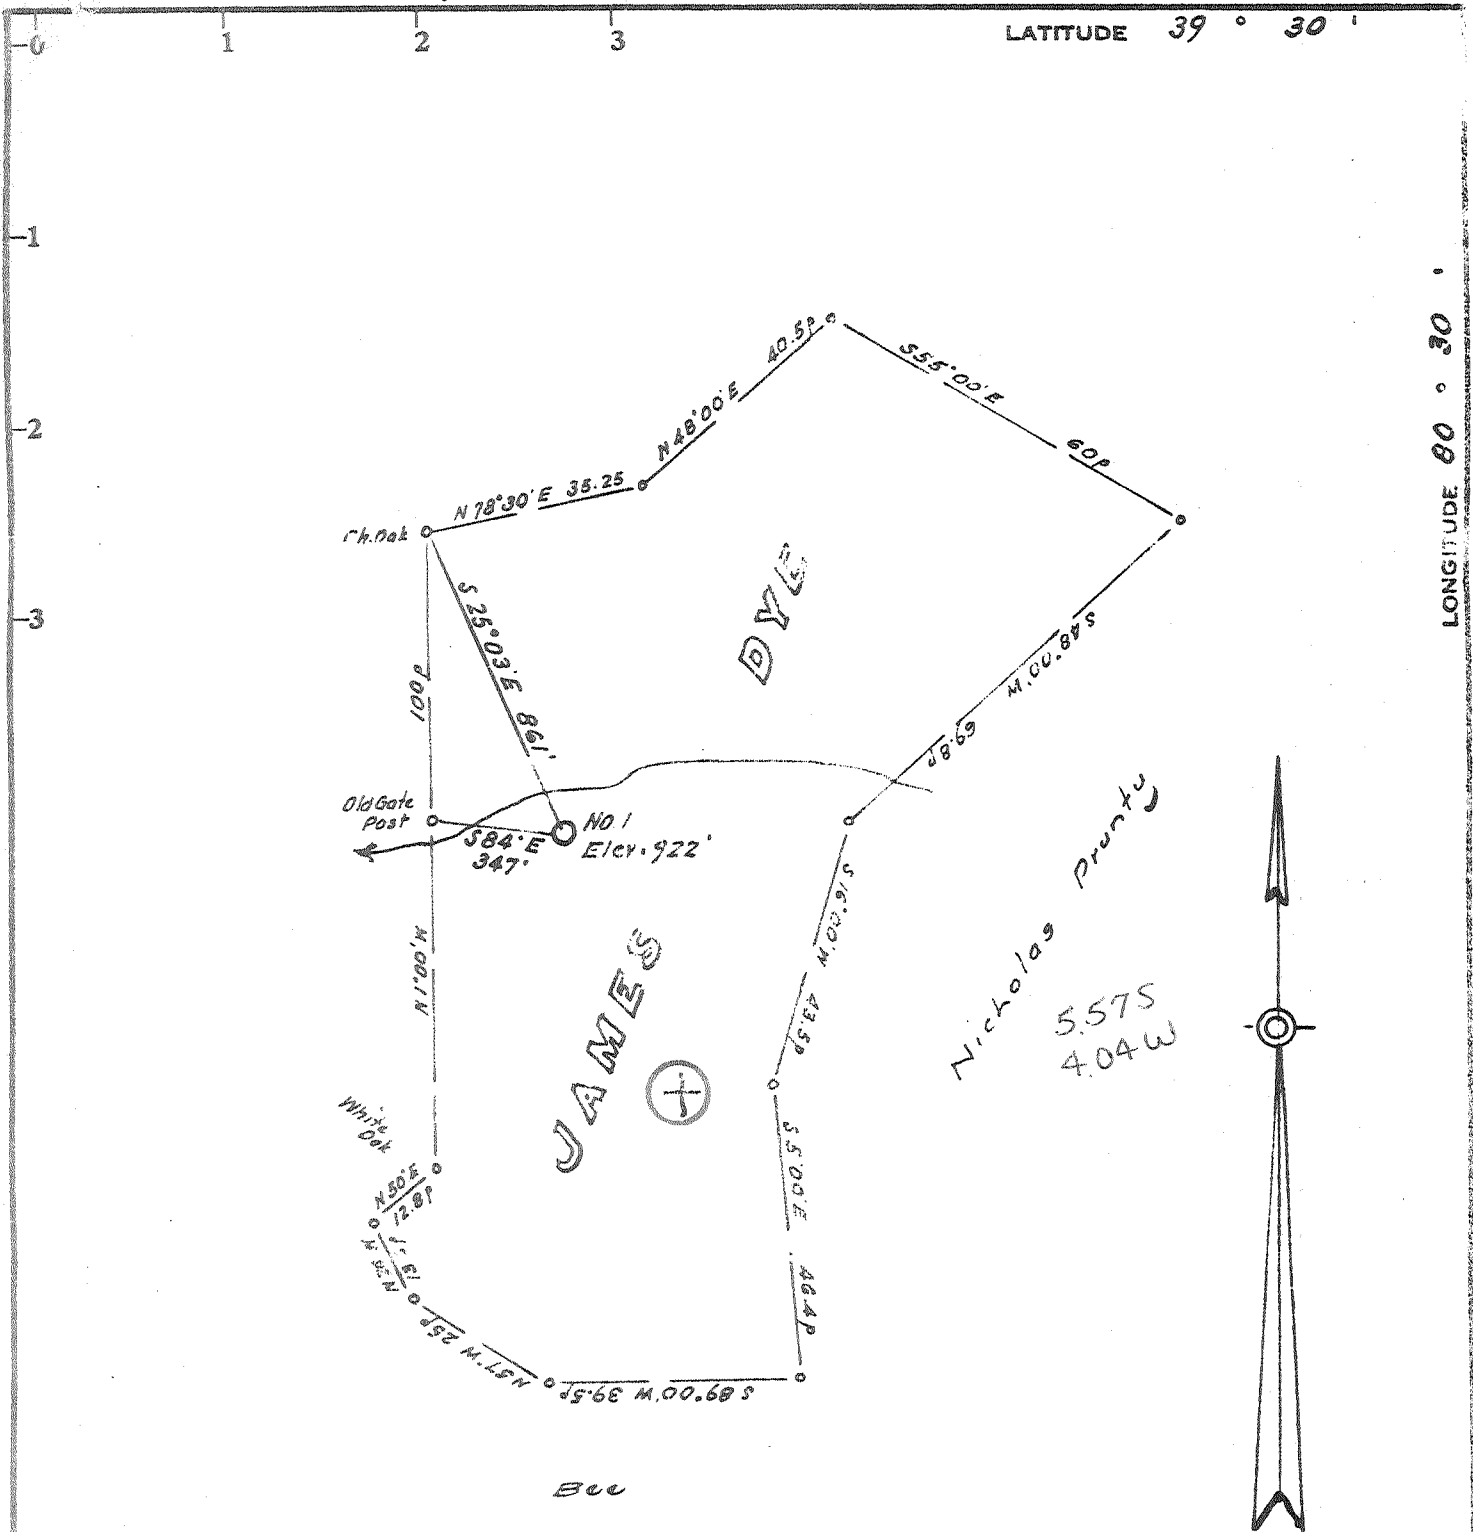 0
1
2
3
LATITUDE 39 ° 30 '
-1
-2
-3
LONGITUDE 80 ° 30 '
40.5P
N48°00'E
S55°00'E
60P
N78°30'E 35.25
Ch.Oak
S 25°03'E 861'
DYE
S48°00'W
69.8P
100P
Old Gate
Post
S84°E
347'
No. 1
Elev. 922'
N1°00'W
S16°00'W 43.5P
Nicholas Prunty
5.57S
4.04W
JAMES
White
Oak
N50°E
12.8P
S5°00'E 46.4P
N57°W 25P
S89°00'W 39.5P
Bee